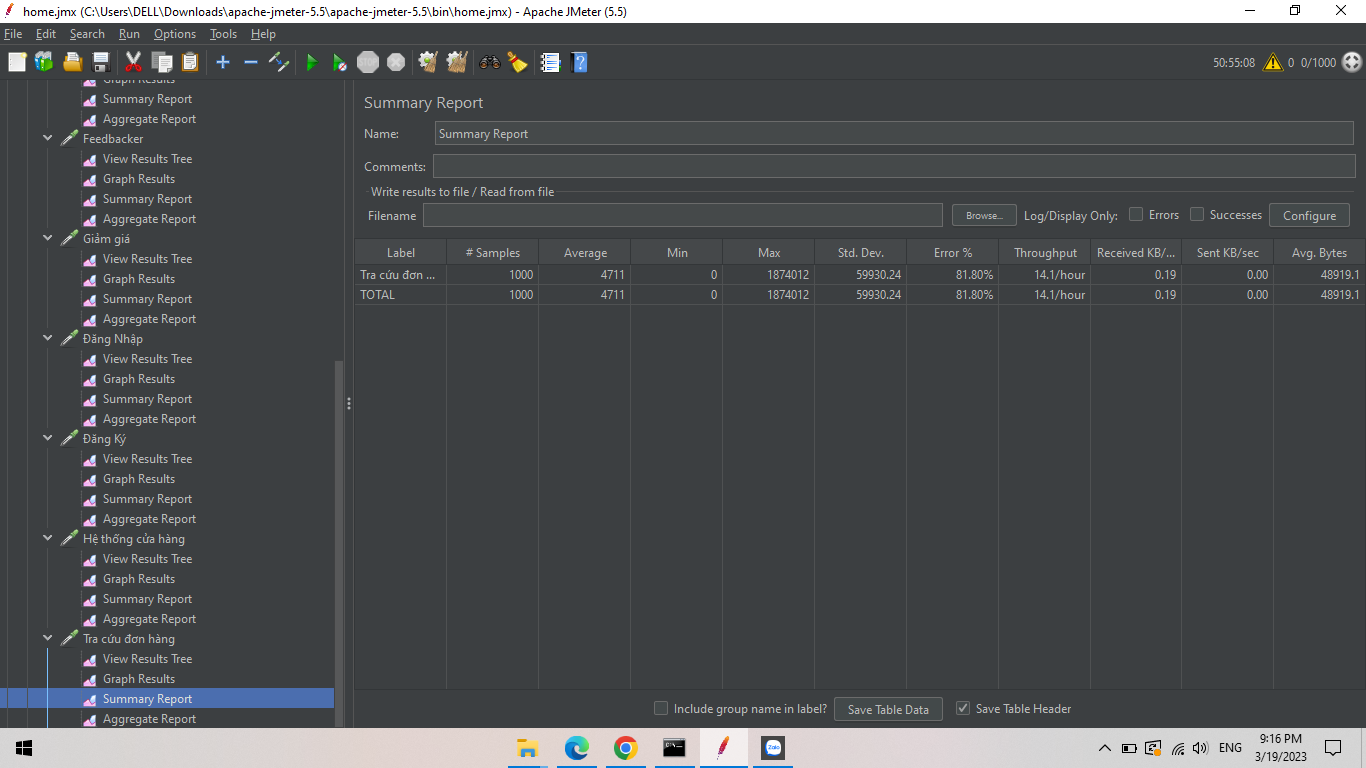 home.jmx (C:\Users\DELL\Downloads\apache-jmeter-5.5\apache-jmeter-5.5\bin\home.jmx) - Apache JMeter (5.5)
File Edit Search Run Options Tools Help
STOP
50:55:08 0 0/1000
Graph Results
Summary Report
Aggregate Report
Feedbacker
View Results Tree
Graph Results
Summary Report
Aggregate Report
Giảm giá
View Results Tree
Graph Results
Summary Report
Aggregate Report
Đăng Nhập
View Results Tree
Graph Results
Summary Report
Aggregate Report
Đăng Ký
View Results Tree
Graph Results
Summary Report
Aggregate Report
Hệ thống cửa hàng
View Results Tree
Graph Results
Summary Report
Aggregate Report
Tra cứu đơn hàng
View Results Tree
Graph Results
Summary Report
Aggregate Report
Summary Report
Name: Summary Report
Comments:
Write results to file / Read from file
Filename Browse... Log/Display Only: Errors Successes Configure
Label # Samples Average Min Max Std. Dev. Error % Throughput Received KB/... Sent KB/sec Avg. Bytes
Tra cứu đơn ... 1000 4711 0 1874012 59930.24 81.80% 14.1/hour 0.19 0.00 48919.1
TOTAL 1000 4711 0 1874012 59930.24 81.80% 14.1/hour 0.19 0.00 48919.1
Include group name in label? Save Table Data Save Table Header
Zalo ENG 9:16 PM
3/19/2023